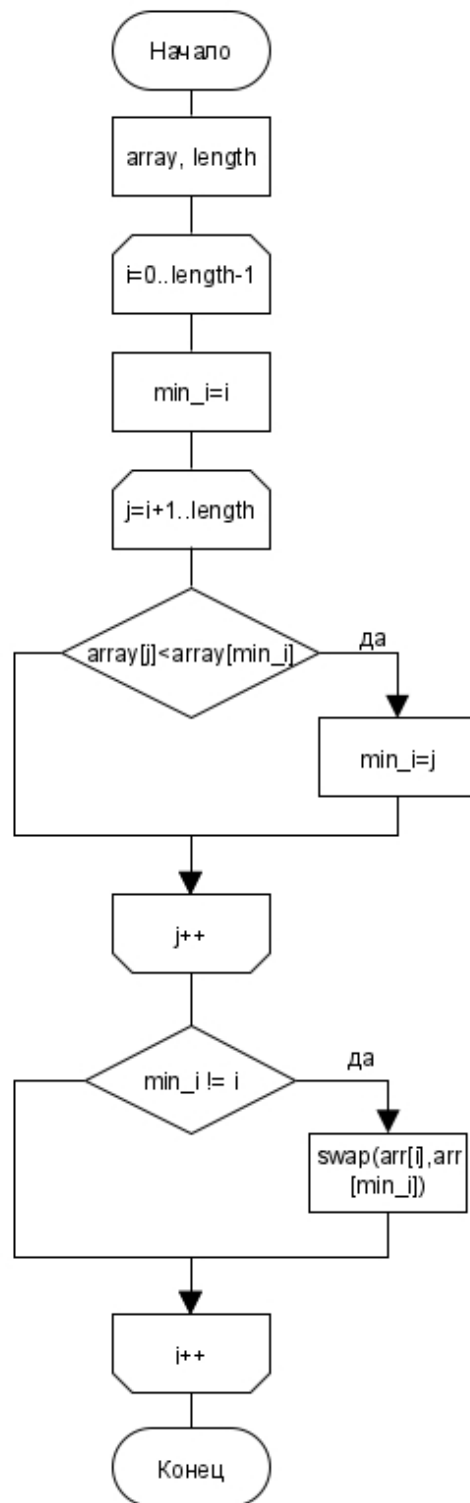 Начало
array, length
i=0..length-1
min_i=i
j=i+1..length
array[j]<array[min_i]
да
min_i=j
j++
min_i != i
да
swap(arr[i],arr
[min_i])
i++
Конец